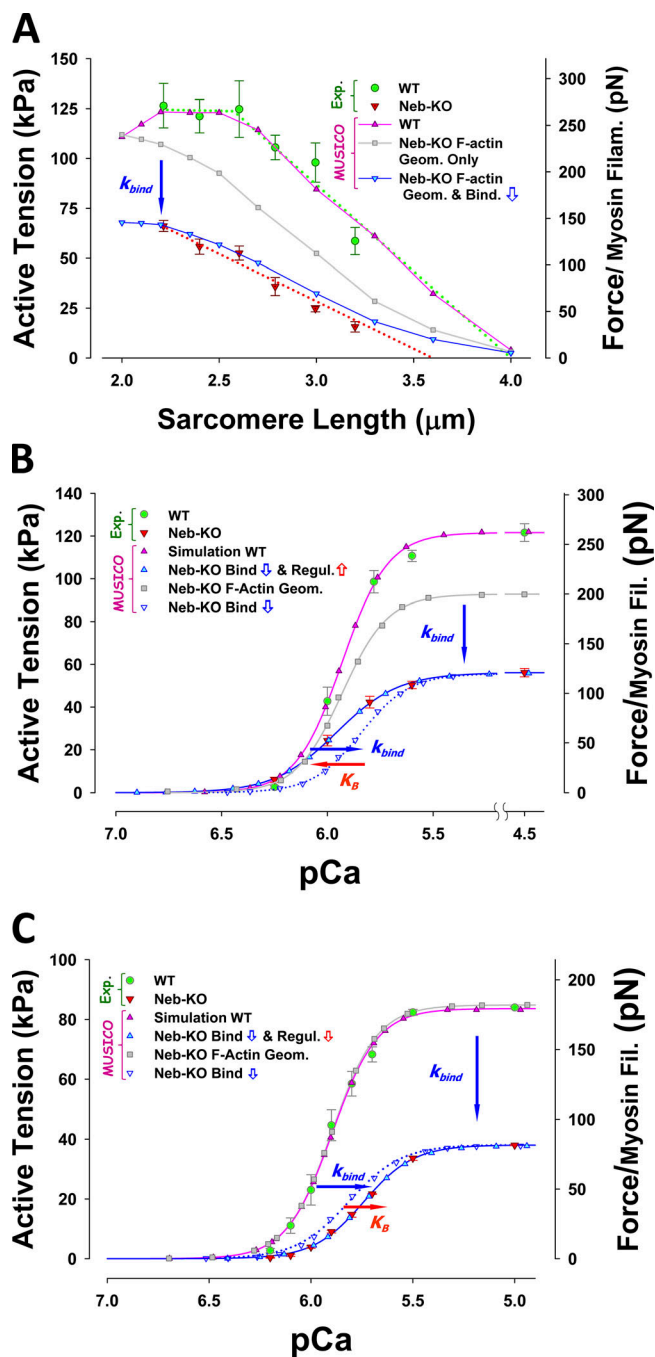 A
Active Tension (kPa)
150
125
100
75
50
25
0
2.0 2.5 3.0 3.5 4.0
Sarcomere Length (μm)
Force/Myosin Filam. (pN)
300
250
200
150
100
50
0
Exp.
WT
Neb-KO
MUSICO
WT
Neb-KO F-actin
Geom. Only
Neb-KO F-actin
Geom. & Bind. ⇩
kbind
B
Active Tension (kPa)
140
120
100
80
60
40
20
0
7.0 6.5 6.0 5.5 4.5
pCa
Force/Myosin Fil. (pN)
300
250
200
150
100
50
0
Exp.
WT
Neb-KO
MUSICO
Simulation WT
Neb-KO Bind ⇩ & Regul.⇧
Neb-KO F-Actin Geom.
Neb-KO Bind ⇩
kbind
kbind
KB
C
Active Tension (kPa)
100
80
60
40
20
0
7.0 6.5 6.0 5.5 5.0
pCa
Force/Myosin Fil. (pN)
200
150
100
50
0
Exp.
WT
Neb-KO
MUSICO
Simulation WT
Neb-KO Bind ⇩ & Regul.⇩
Neb-KO F-Actin Geom.
Neb-KO Bind ⇩
kbind
kbind
KB